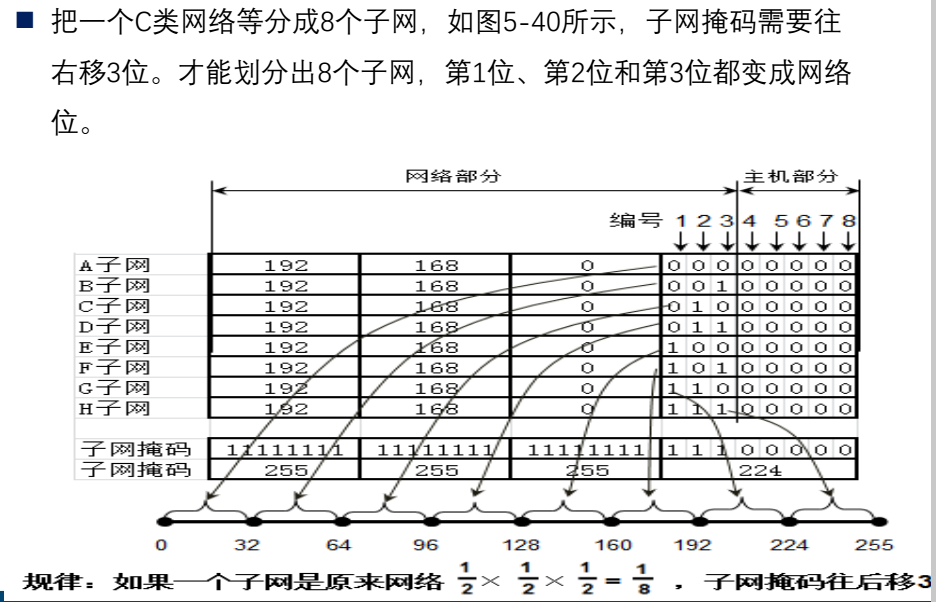 把一个C类网络等分成8个子网，如图5-40所示，子网掩码需要往
右移3位。才能划分出8个子网，第1位、第2位和第3位都变成网络
位。
网络部分 主机部分
编号 1 2 3 4 5 6 7 8
A子网 192 168 0 0 0 0 0 0 0 0 0
B子网 192 168 0 0 0 1 0 0 0 0 0
C子网 192 168 0 0 1 0 0 0 0 0 0
D子网 192 168 0 0 1 1 0 0 0 0 0
E子网 192 168 0 1 0 0 0 0 0 0 0
F子网 192 168 0 1 0 1 0 0 0 0 0
G子网 192 168 0 1 1 0 0 0 0 0 0
H子网 192 168 0 1 1 1 0 0 0 0 0
子网掩码 11111111 11111111 11111111 1 1 1 0 0 0 0 0
子网掩码 255 255 255 224
0 32 64 96 128 160 192 224 255
规律：如果一个子网是原来网络 1/2 × 1/2 × 1/2 = 1/8 ，子网掩码往后移3